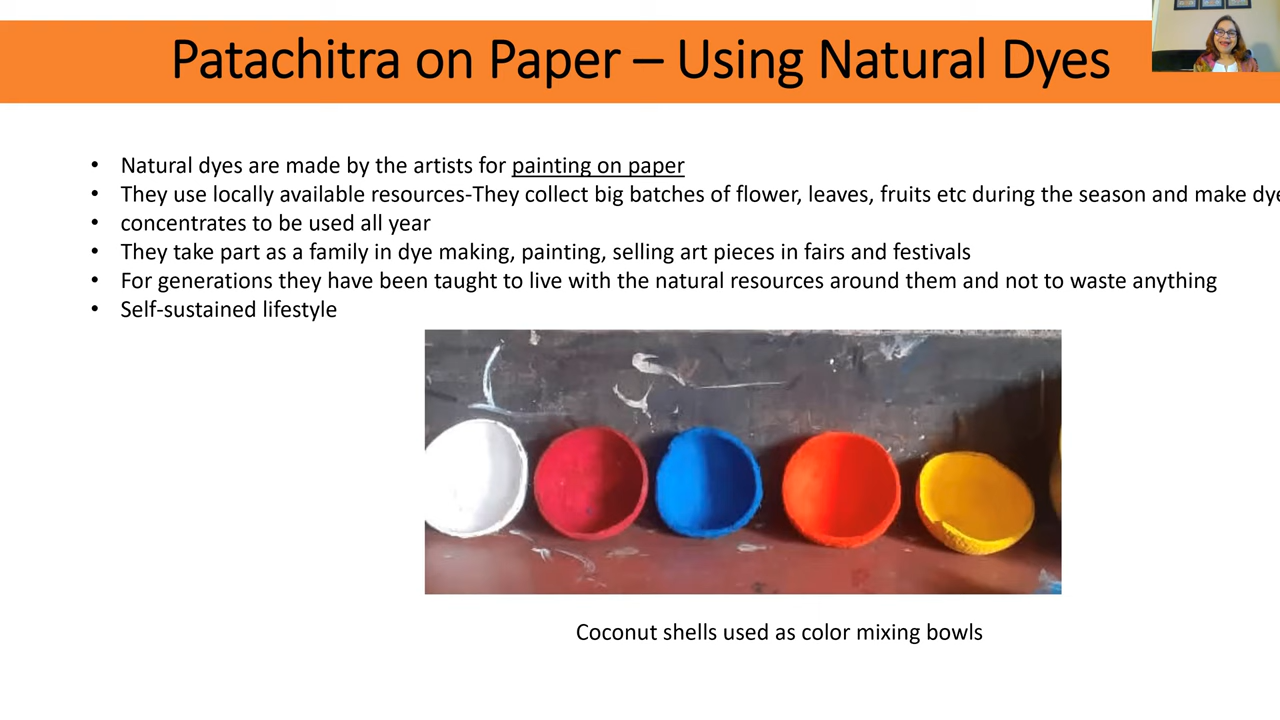 Patachitra on Paper – Using Natural Dyes
• Natural dyes are made by the artists for painting on paper
• They use locally available resources-They collect big batches of flower, leaves, fruits etc during the season and make
• concentrates to be used all year
• They take part as a family in dye making, painting, selling art pieces in fairs and festivals
• For generations they have been taught to live with the natural resources around them and not to waste anything
• Self-sustained lifestyle
Coconut shells used as color mixing bowls